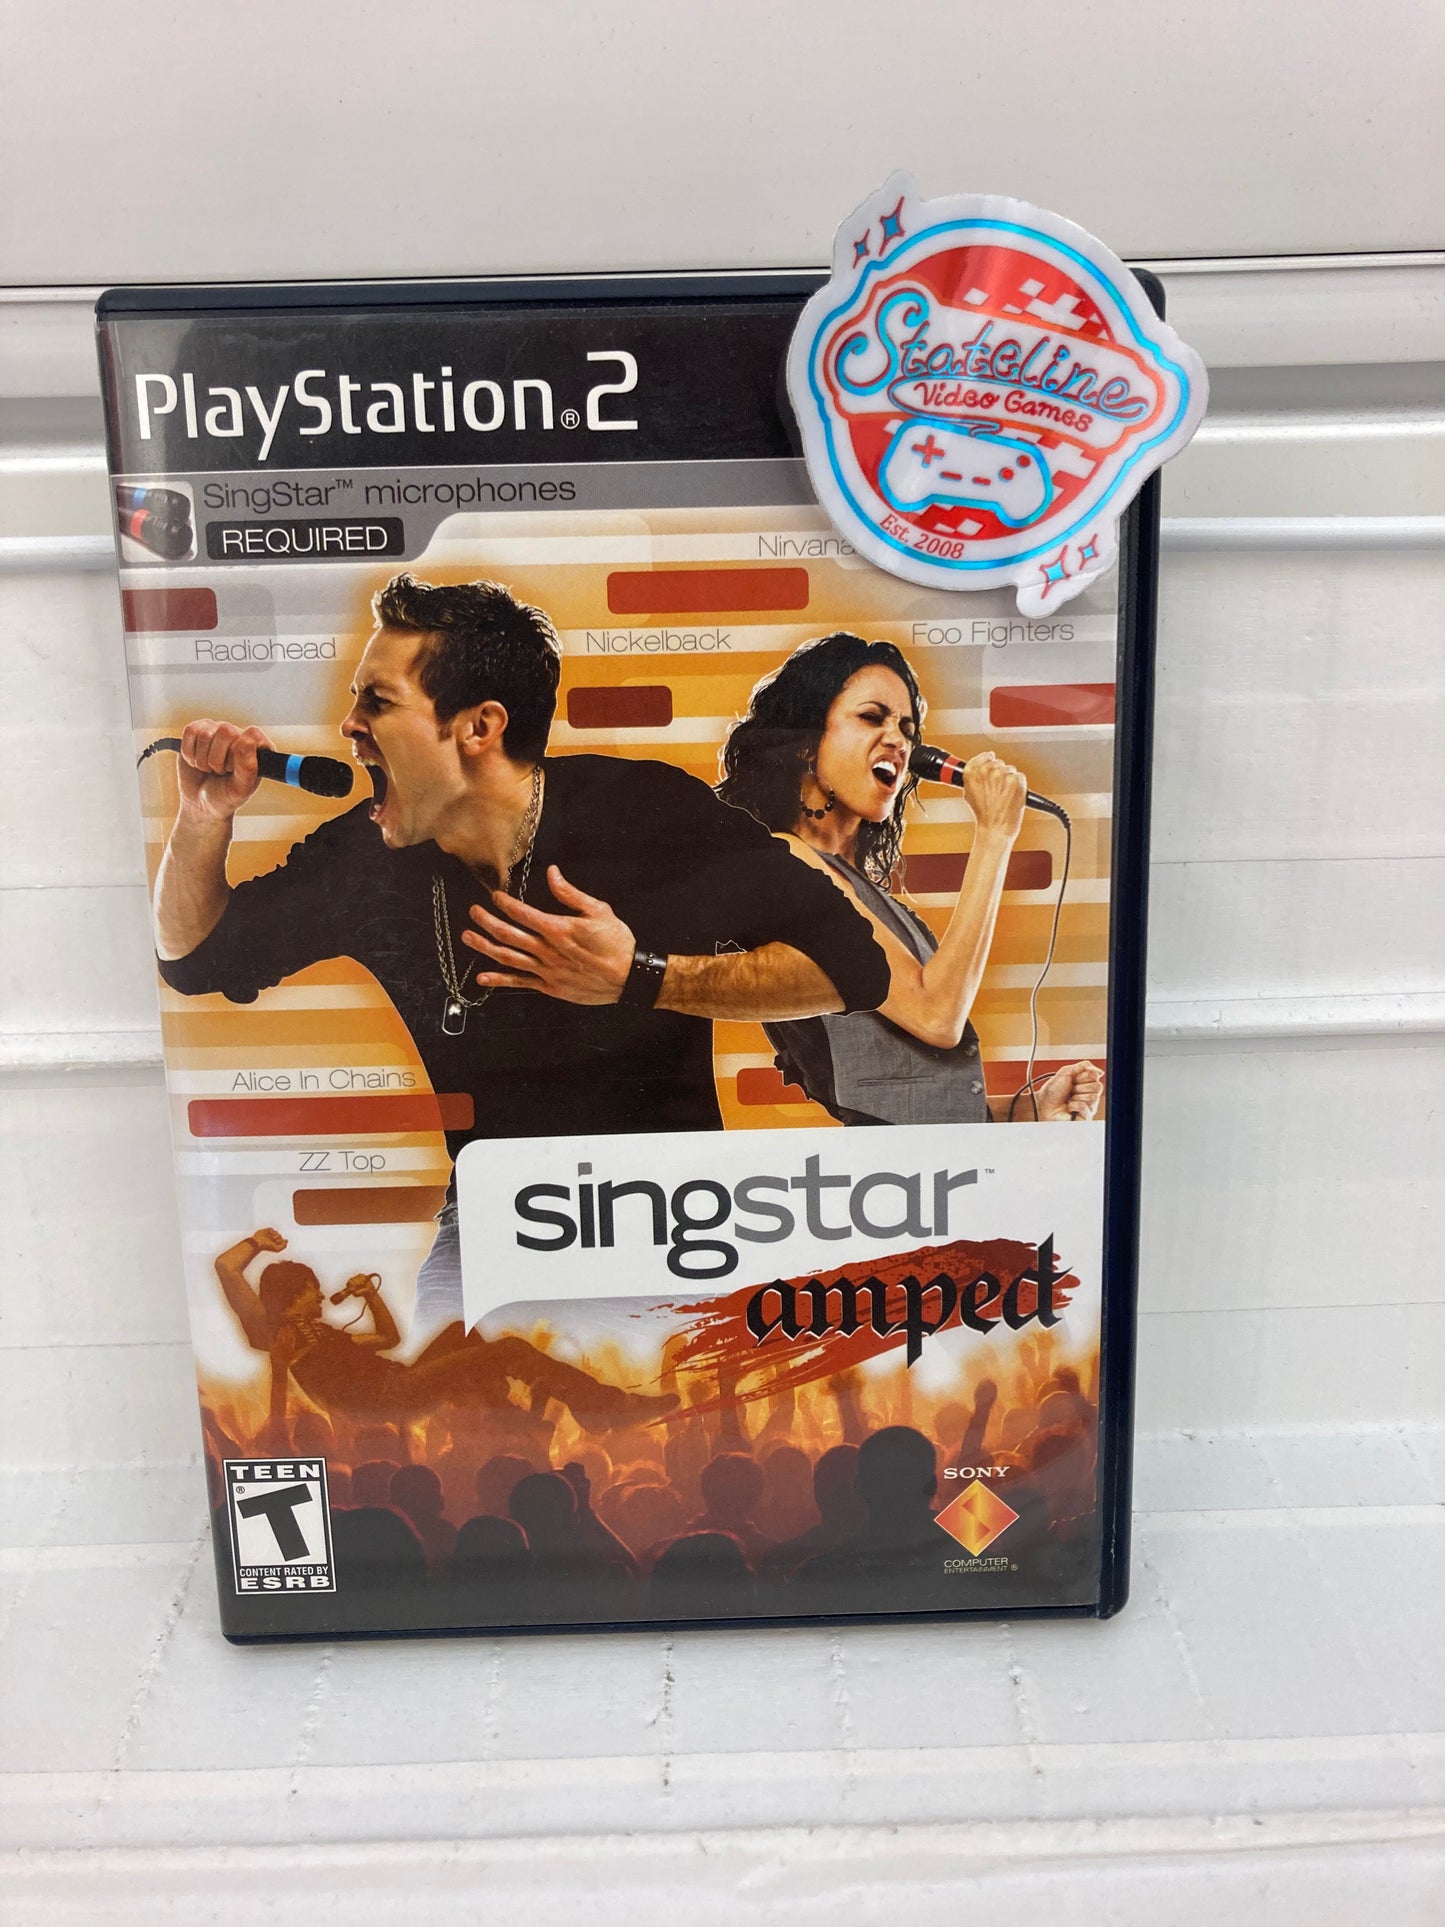 PlayStation®2
SingStar™ microphones
REQUIRED
Stateline
Video Games
Est. 2008
Nirvana
Radiohead
Nickelback
Foo Fighters
Alice In Chains
ZZ Top
singstar™
amped
TEEN
T
®
CONTENT RATED BY
ESRB
SONY
COMPUTER
ENTERTAINMENT ®